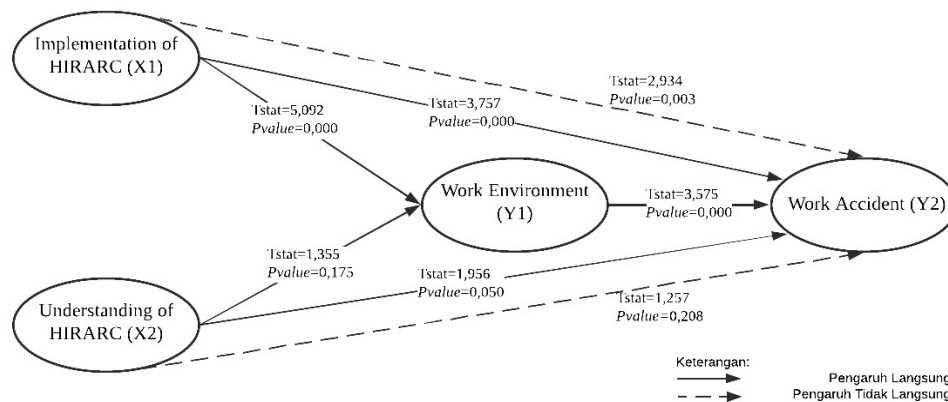 Implementation of
HIRARC (X1)
Tstat=2,934
Pvalue=0,003
Tstat=5,092
Pvalue=0,000
Tstat=3,757
Pvalue=0,000
Work Environment
(Y1)
Tstat=3,575
Pvalue=0,000
Work Accident (Y2)
Tstat=1,355
Pvalue=0,175
Tstat=1,956
Pvalue=0,050
Understanding of
HIRARC (X2)
Tstat=1,257
Pvalue=0,208
Keterangan:
Pengaruh Langsung
Pengaruh Tidak Langsung